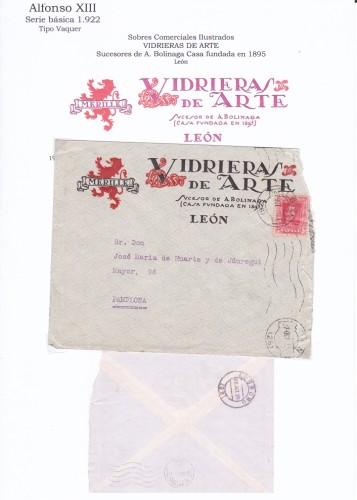 Alfonso XIII
Serie básica 1.922
Tipo Vaquer
Sobres Comerciales Ilustrados
VIDRIERAS DE ARTE
Sucesores de A. Bolinaga Casa fundada en 1895
León
MERILLE
VIDRIERAS
DE ARTE
SUCESOR DE A. BOLINAGA
(CASA FUNDADA EN 1895)
LEÓN
MERILLE
VIDRIERAS
DE ARTE
SUCESOR DE A. BOLINAGA
(CASA FUNDADA EN 1895)
LEÓN
Sr. Don
José Maria de Huarte y de Jáuregui
Mayor, 96
PAMPLONA